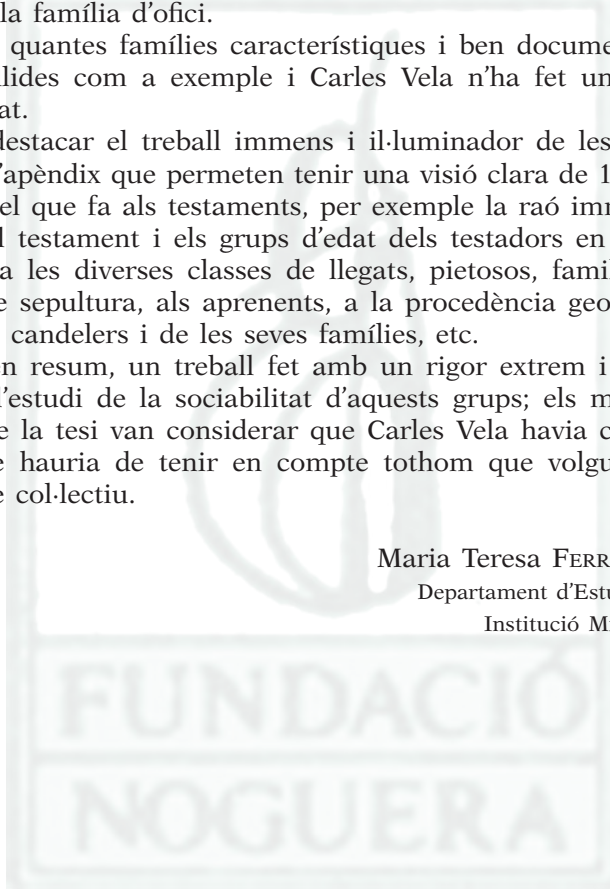 la família d'ofici.
quantes famílies característiques i ben docume
llides com a exemple i Carles Vela n'ha fet un
at.
destacar el treball immens i il·luminador de les
l'apèndix que permeten tenir una visió clara de 1
el que fa als testaments, per exemple la raó imm
l testament i els grups d'edat dels testadors en
a les diverses classes de llegats, pietosos, famil
e sepultura, als aprenents, a la procedència geo
candelers i de les seves famílies, etc.
en resum, un treball fet amb un rigor extrem i
l'estudi de la sociabilitat d'aquests grups; els m
e la tesi van considerar que Carles Vela havia c
e hauria de tenir en compte tothom que volgu
e col·lectiu.
Maria Teresa FERR
Departament d'Estu
Institució Mi
FUNDACIÓ
NOGUERA